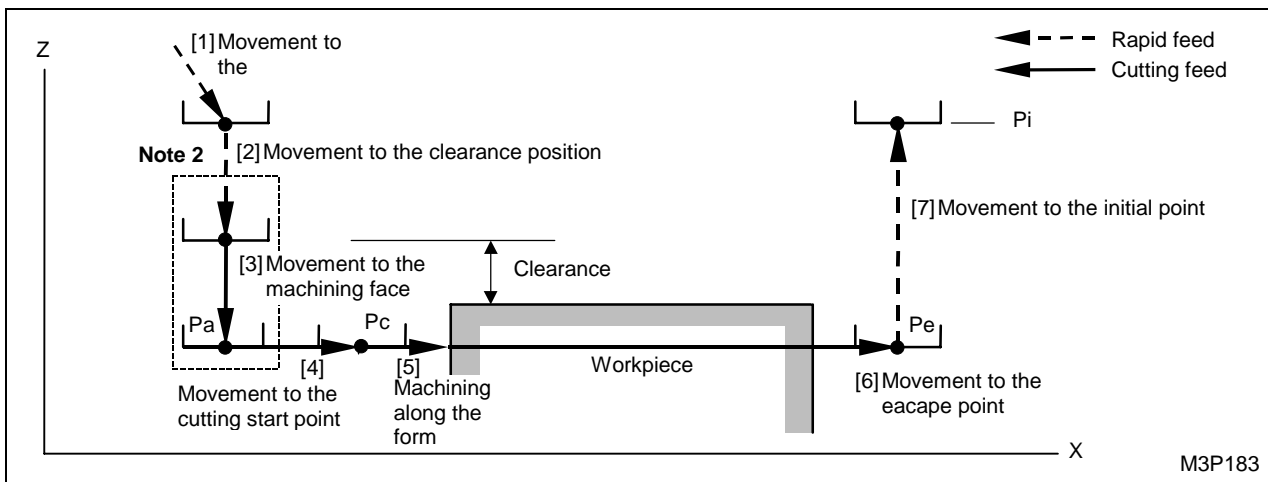 Z
[1] Movement to
the
Rapid feed
Cutting feed
Pi
Note 2
[2] Movement to the clearance position
[7] Movement to the initial point
[3] Movement to the
machining face
Clearance
Pa
Pc
Pe
[4]
[5]
Workpiece
Movement to the
cutting start point
Machining
along the
form
[6] Movement to the
eacape point
X
M3P183